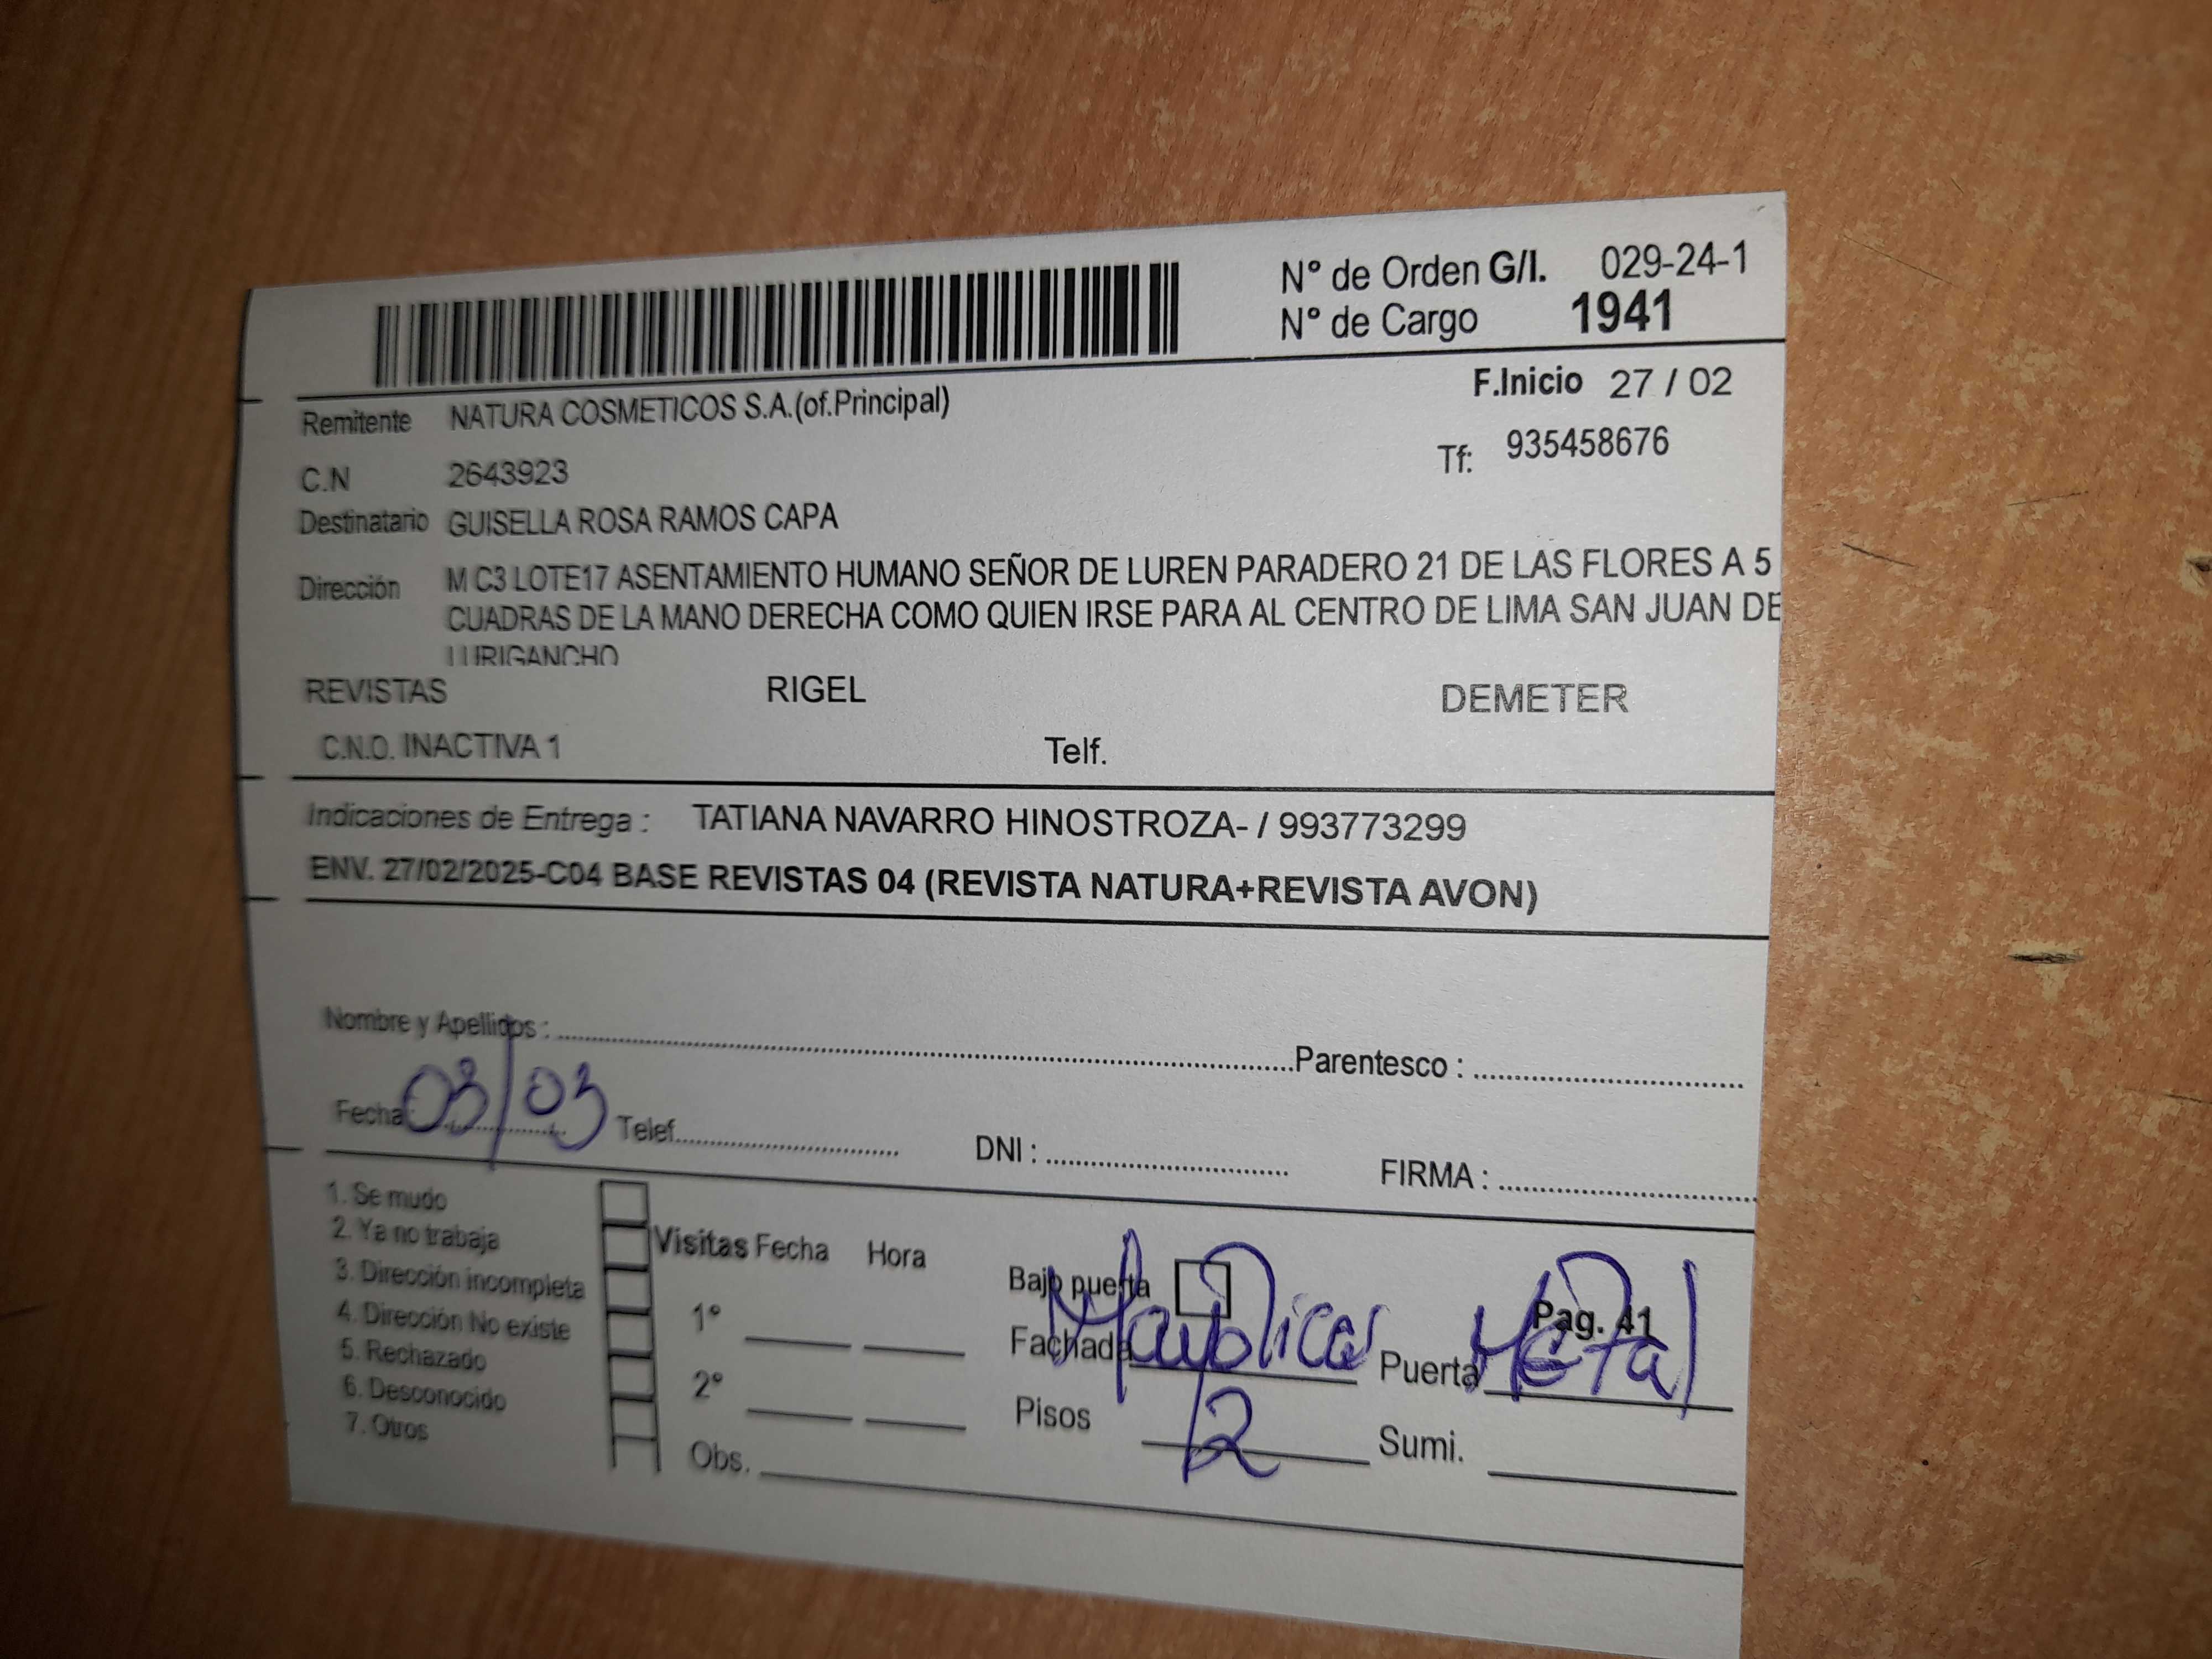 N° de Orden G/I. 029-24-1
N° de Cargo 1941
F.Inicio 27 / 02
Remitente NATURA COSMETICOS S.A.(of.Principal)
Tf: 935458676
C.N 2643923
Destinatario GUISELLA ROSA RAMOS CAPA
Dirección M C3 LOTE17 ASENTAMIENTO HUMANO SEÑOR DE LUREN PARADERO 21 DE LAS FLORES A 5
CUADRAS DE LA MANO DERECHA COMO QUIEN IRSE PARA AL CENTRO DE LIMA SAN JUAN DE
LURIGANCHO
REVISTAS RIGEL DEMETER
C.N.O. INACTIVA 1 Telf.
Indicaciones de Entrega : TATIANA NAVARRO HINOSTROZA- / 993773299
ENV. 27/02/2025-C04 BASE REVISTAS 04 (REVISTA NATURA+REVISTA AVON)
Nombre y Apellidos : Parentesco :
Fecha 03/03 Telef. DNI : FIRMA :
1. Se mudo
2. Ya no trabaja
3. Dirección incompleta
4. Dirección No existe
5. Rechazado
6. Desconocido
7. Otros
Visitas Fecha Hora
1°
2°
Obs.
Bajo puerta
Pag. 41
Fachada Puerta Metal
Pisos 2 Sumi.